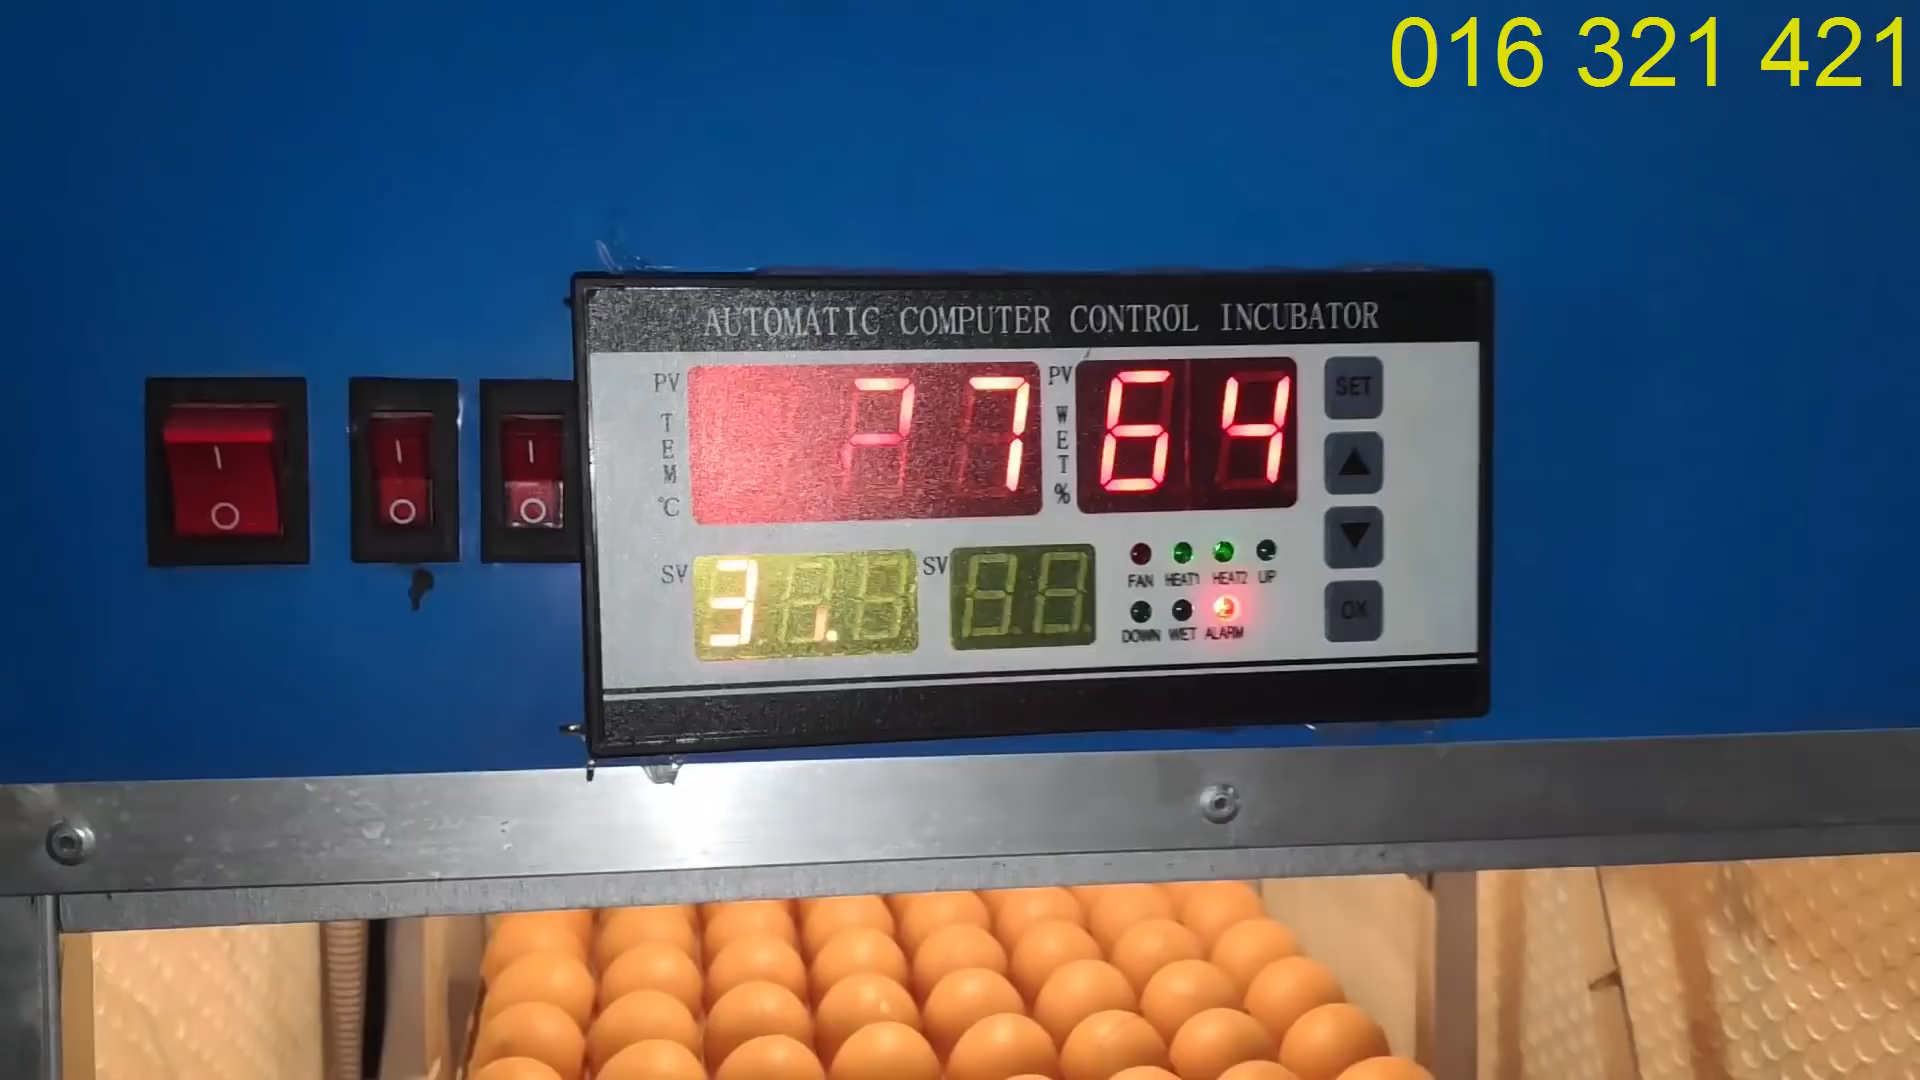 016 321 421
AUTOMATIC COMPUTER CONTROL INCUBATOR
PV
TEM
℃
PV
WET
%
64
SET
SV
SV
FAN HEAT1 HEAT2 UP
DOWN WET ALARM
OK